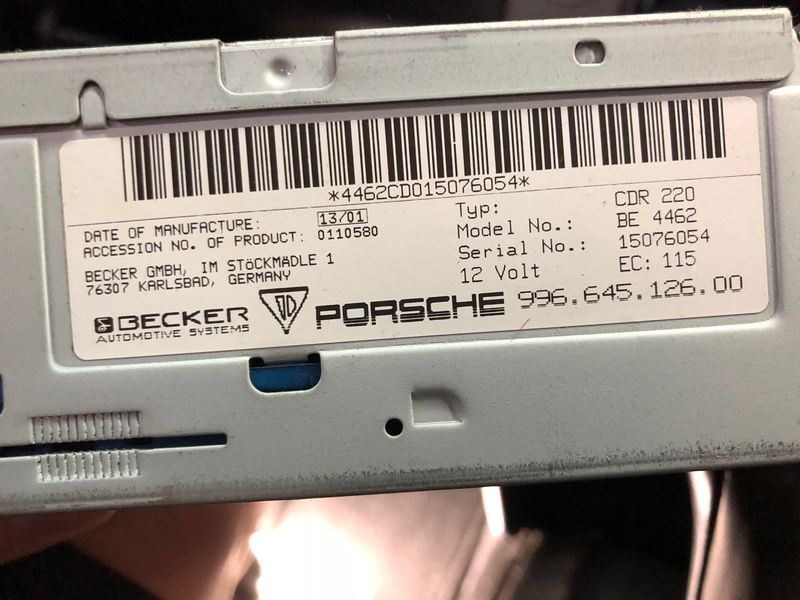 *4462CD015076054*
DATE OF MANUFACTURE: 13/01
ACCESSION NO. OF PRODUCT: 0110580
BECKER GMBH, IM STÖCKMÄDLE 1
76307 KARLSBAD, GERMANY
Typ: CDR 220
Model No.: BE 4462
Serial No.: 15076054
12 Volt EC: 115
BECKER
AUTOMOTIVE SYSTEMS
PORSCHE 996.645.126.00